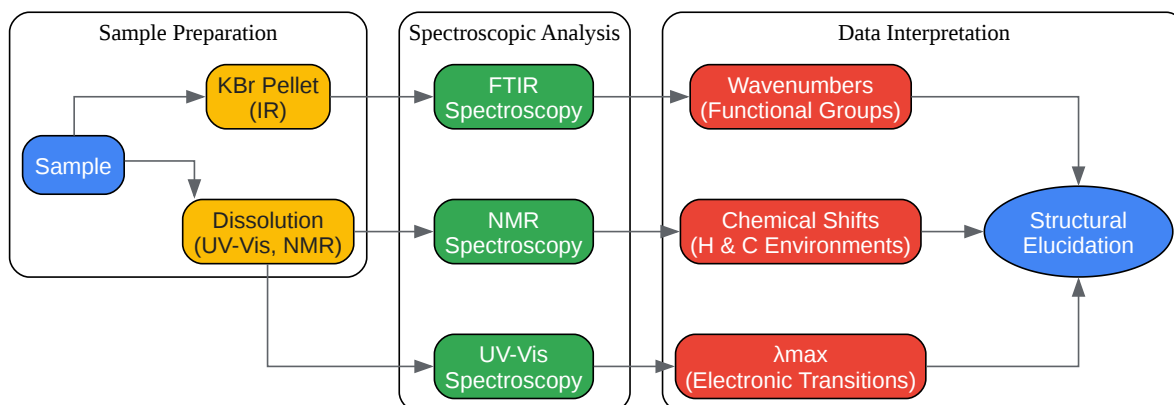 Sample Preparation
Spectroscopic Analysis
Data Interpretation
KBr Pellet
(IR)
FTIR
Spectroscopy
Wavenumbers
(Functional Groups)
Sample
Dissolution
(UV-Vis, NMR)
NMR
Spectroscopy
Chemical Shifts
(H & C Environments)
Structural
Elucidation
UV-Vis
Spectroscopy
λmax
(Electronic Transitions)